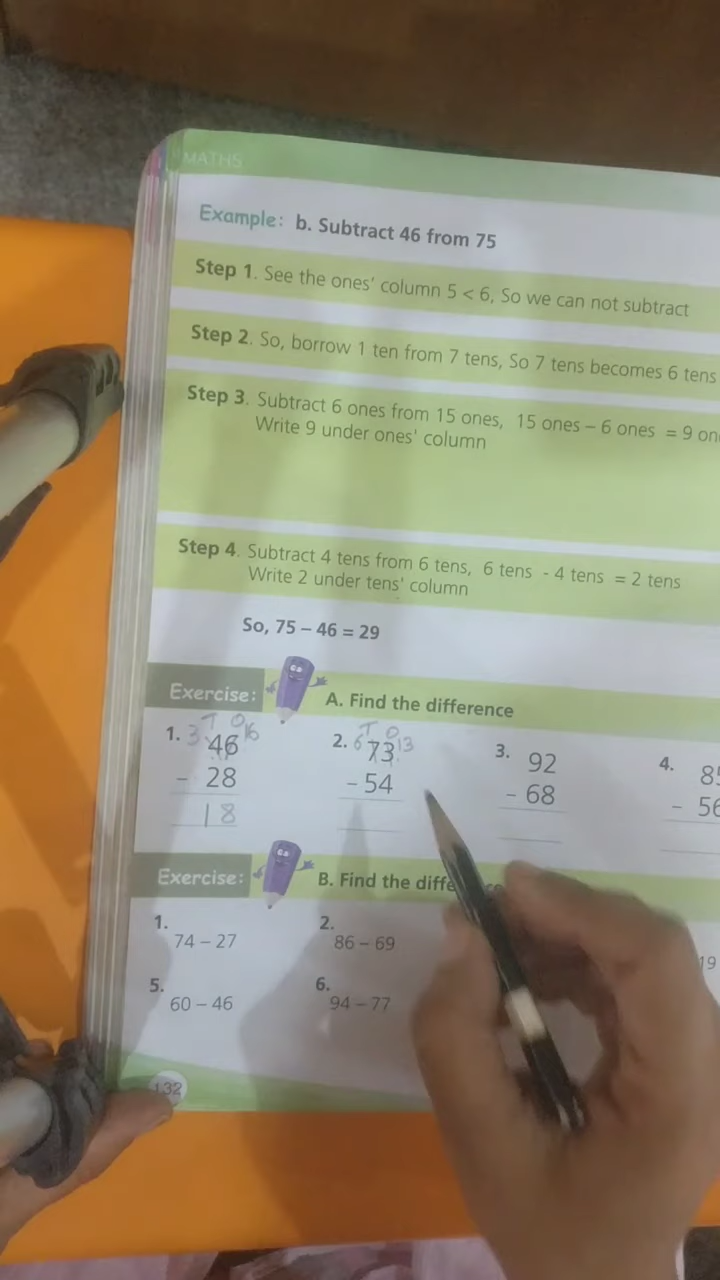 MATHS
Example: b. Subtract 46 from 75
Step 1. See the ones' column 5 < 6, So we can not subtract
Step 2. So, borrow 1 ten from 7 tens, So 7 tens becomes 6 tens
Step 3. Subtract 6 ones from 15 ones, 15 ones – 6 ones = 9 on
Write 9 under ones' column
Step 4. Subtract 4 tens from 6 tens, 6 tens - 4 tens = 2 tens
Write 2 under tens' column
So, 75 – 46 = 29
Exercise: A. Find the difference
T O T O
1. 3 46 16 2. 6 73 13 3. 92 4. 8
- 28 - 54 - 68 - 56
18
Exercise: B. Find the diffe
1. 2.
74 – 27 86 – 69 19
5. 6.
60 – 46 94 – 77
132